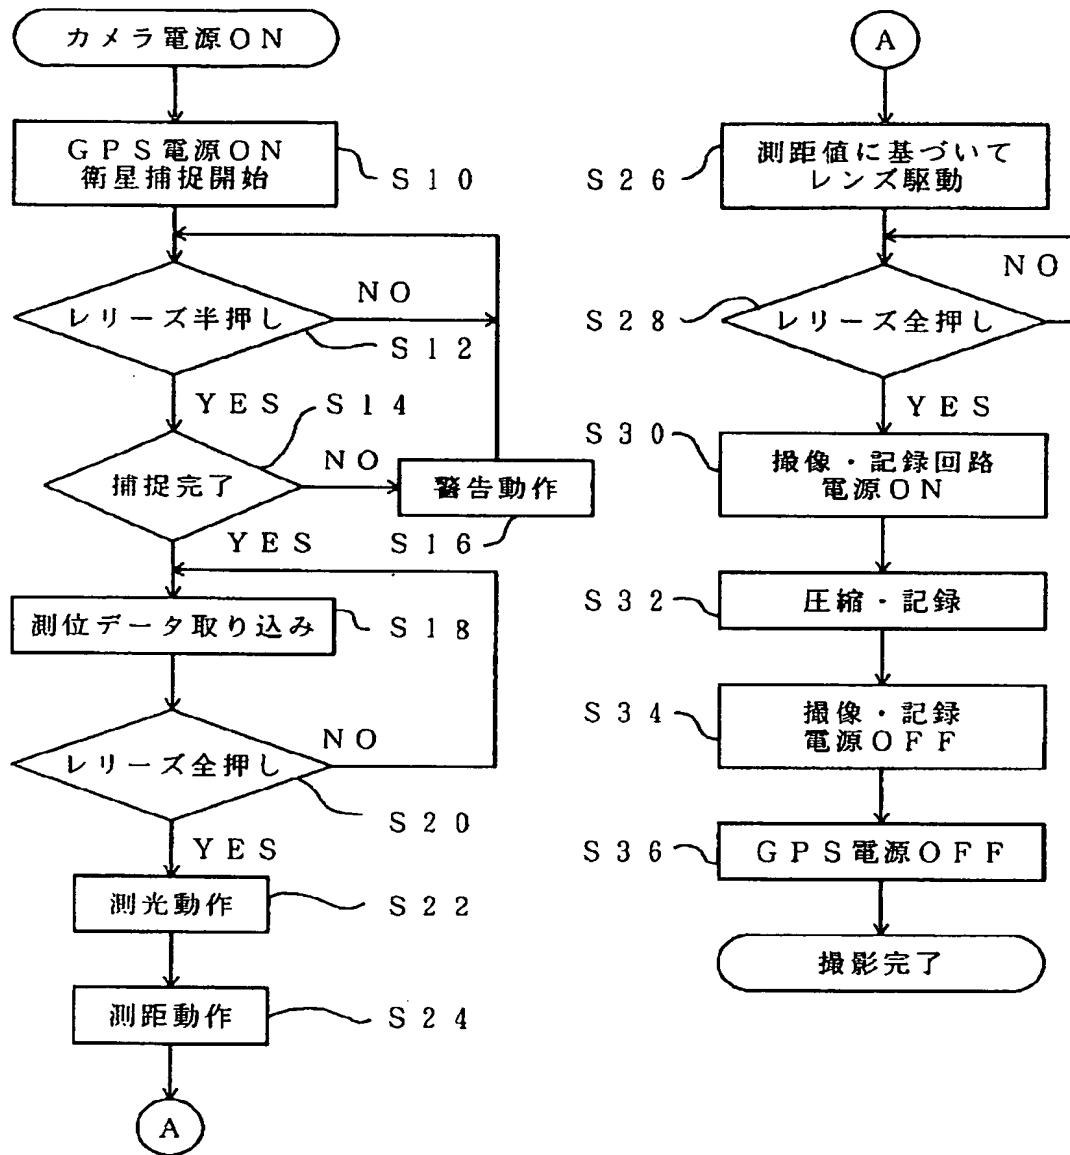 カメラ電源ON
GPS電源ON
衛星捕捉開始
S10
レリーズ半押し
NO
S12
YES
S14
捕捉完了
NO
警告動作
S16
YES
測位データ取り込み
S18
レリーズ全押し
NO
S20
YES
測光動作
S22
測距動作
S24
A
A
測距値に基づいて
レンズ駆動
S26
レリーズ全押し
NO
S28
YES
S30
撮像・記録回路
電源ON
S32
圧縮・記録
S34
撮像・記録
電源OFF
S36
GPS電源OFF
撮影完了